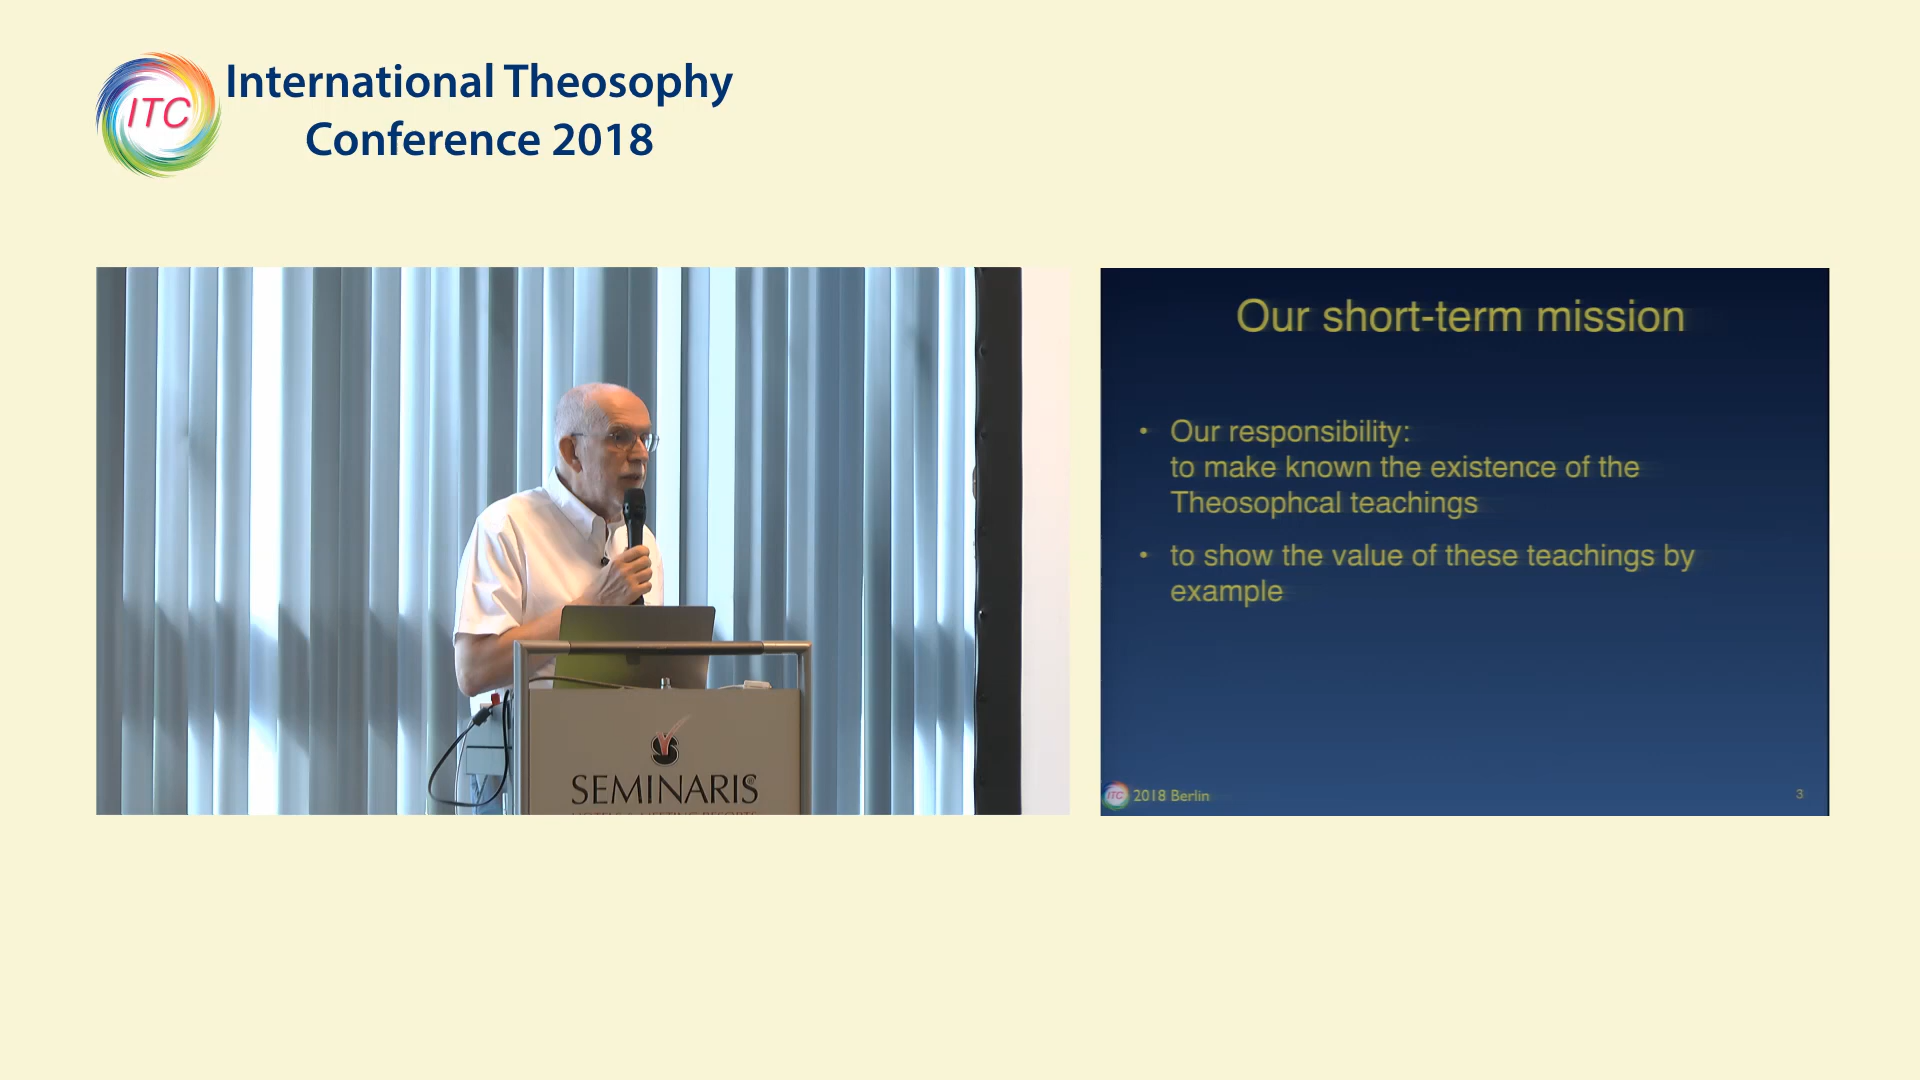 ITC
International Theosophy
Conference 2018
Our short-term mission
• Our responsibility:
to make known the existence of the
Theosophcal teachings
• to show the value of these teachings by
example
SEMINARIS®
ITC 2018 Berlin
3